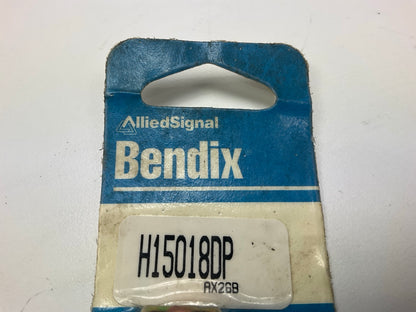 AlliedSignal
Bendix
H15018DP
AX2GB